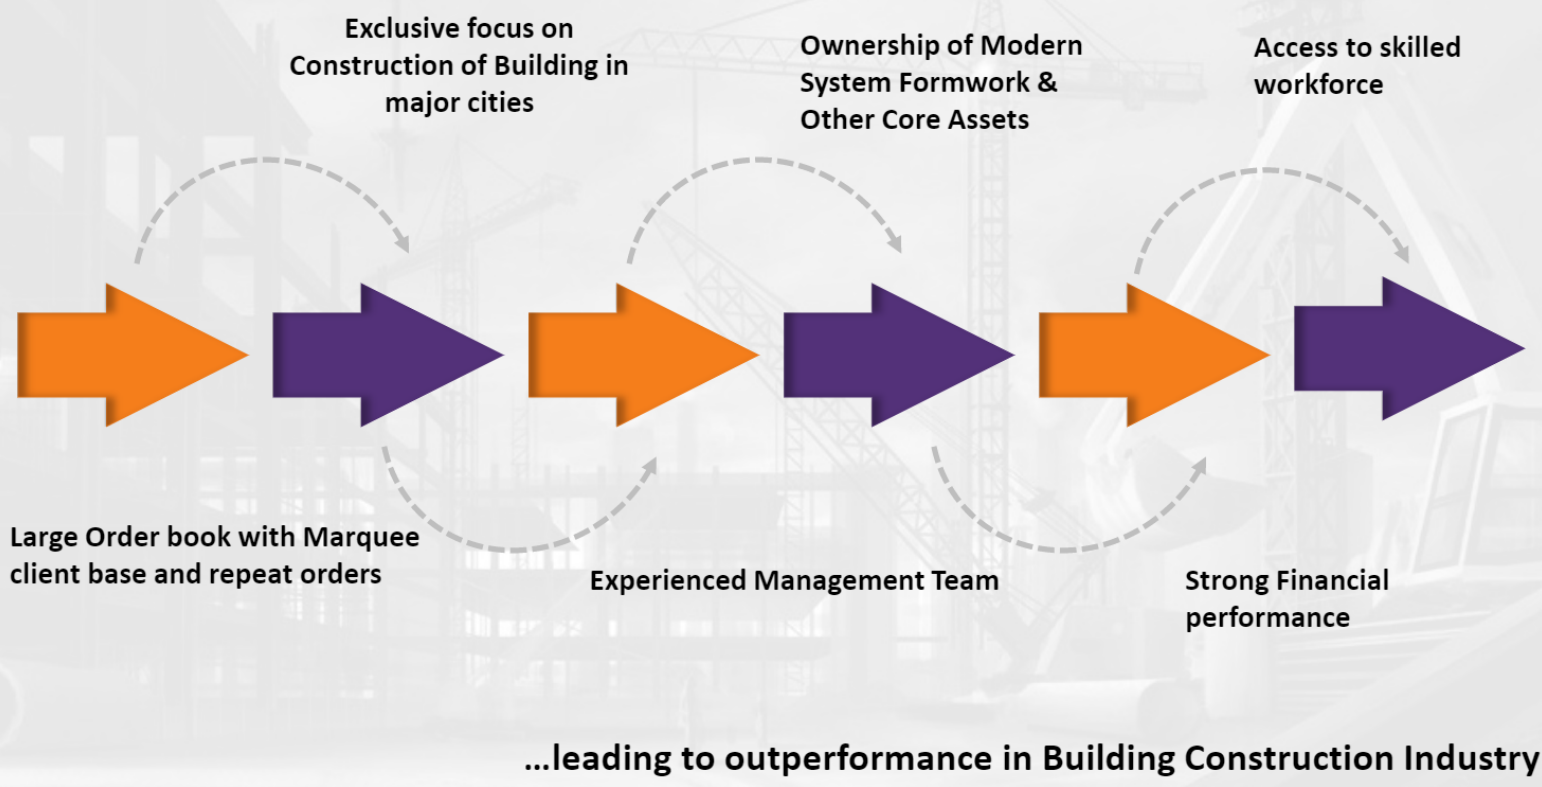 Exclusive focus on
Construction of Building in
major cities
Ownership of Modern
System Formwork &
Other Core Assets
Access to skilled
workforce
Large Order book with Marquee
client base and repeat orders
Experienced Management Team
Strong Financial
performance
...leading to outperformance in Building Construction Industry